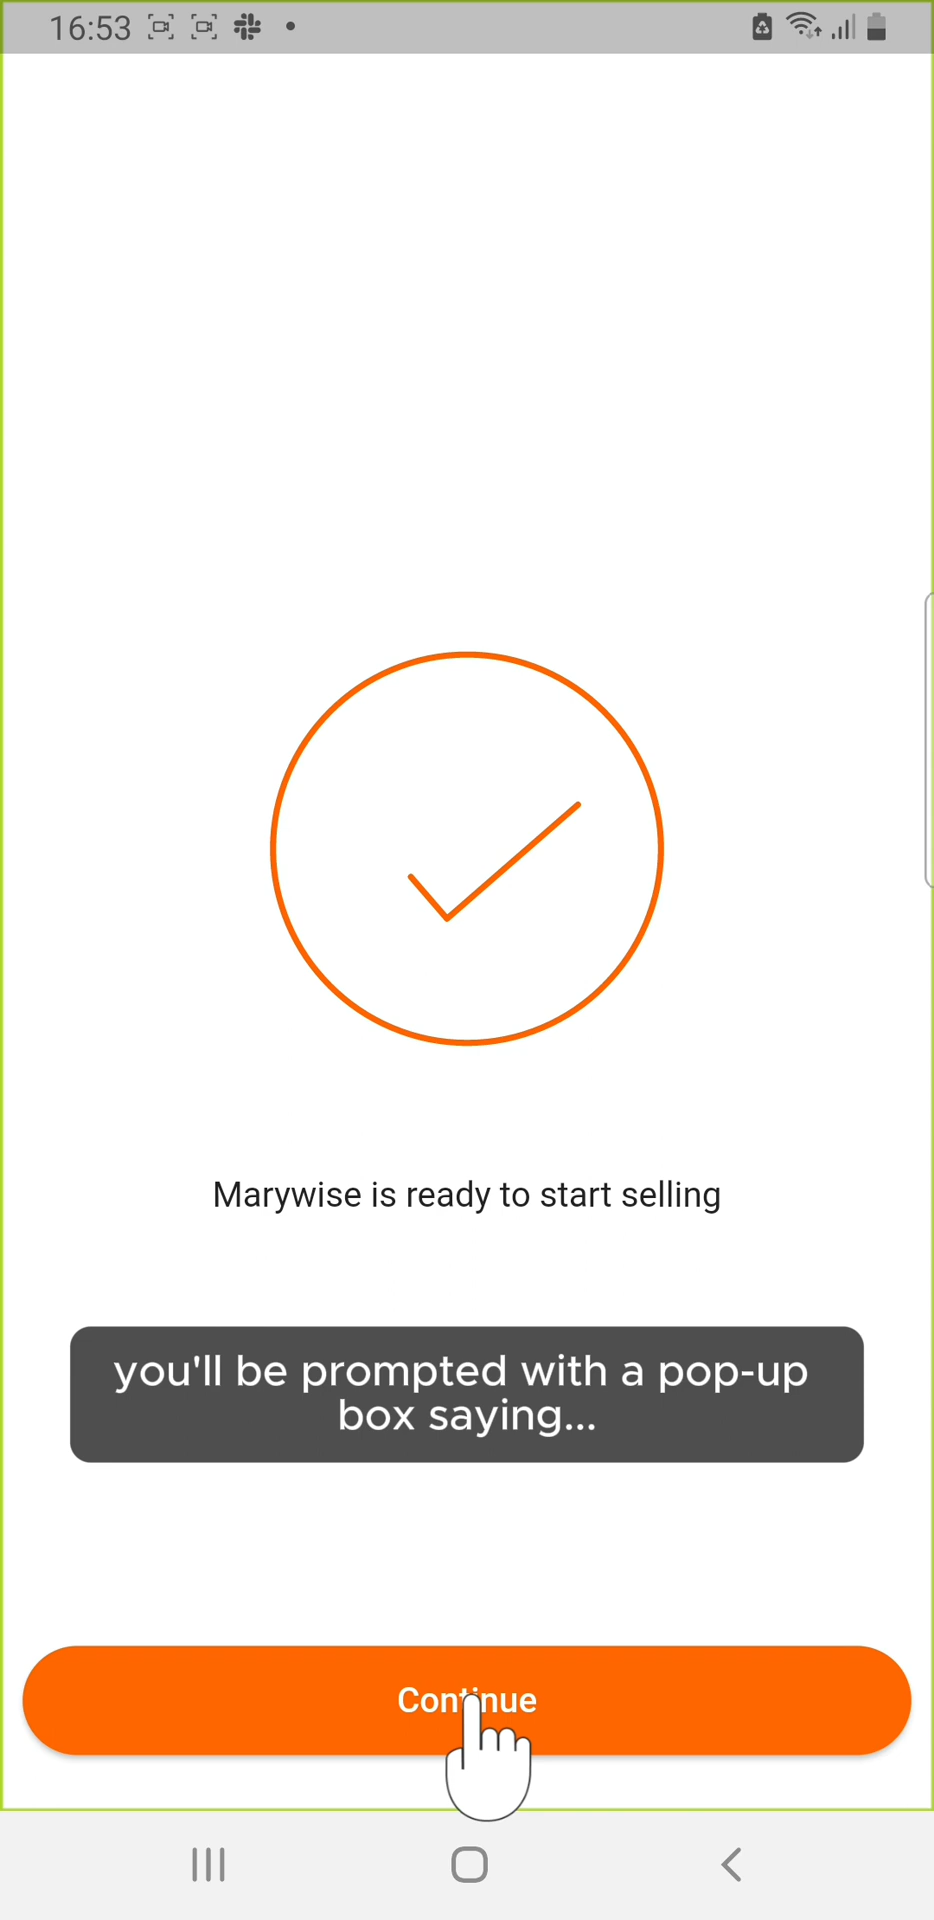 16:53
Marywise is ready to start selling
you'll be prompted with a pop-up
box saying...
Continue